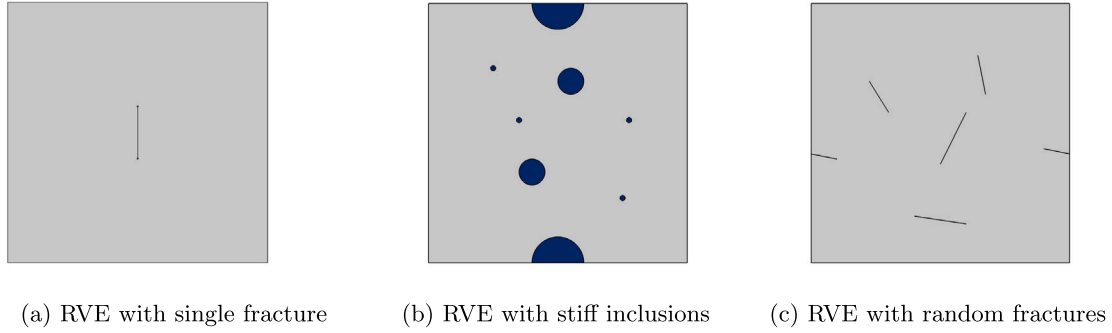 (a) RVE with single fracture
(b) RVE with stiff inclusions
(c) RVE with random fractures